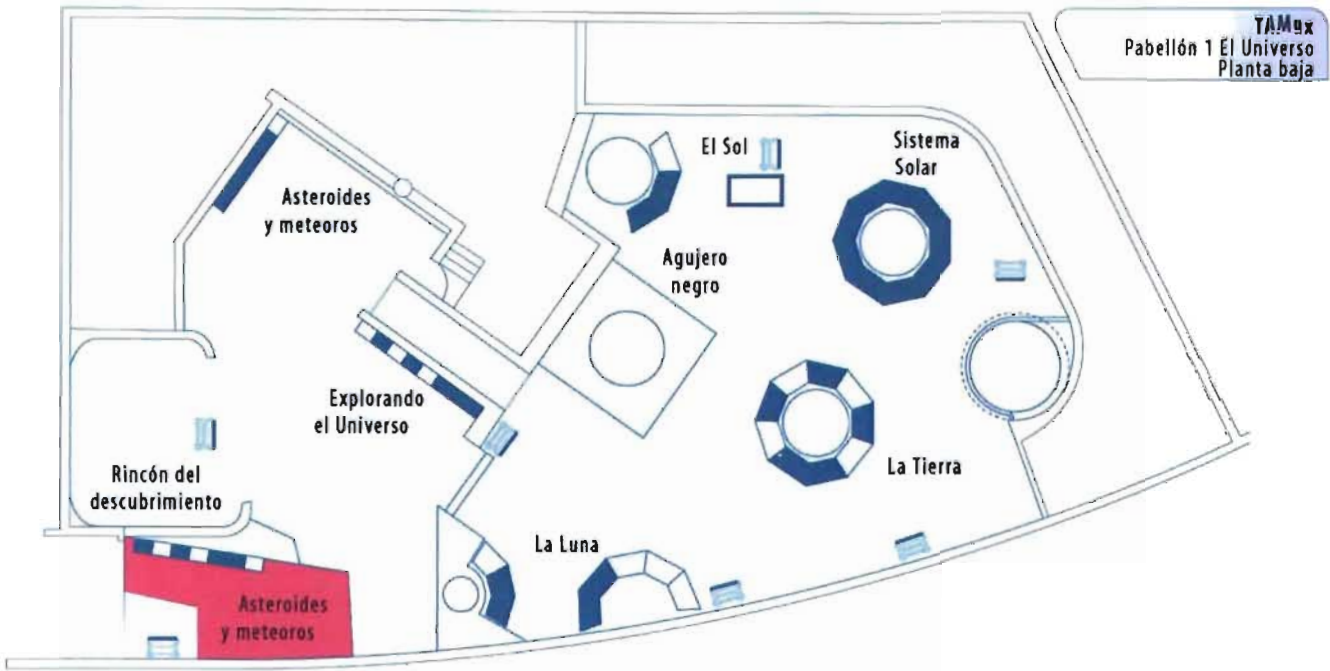 TAMux
Pabellón 1 El Universo
Planta baja
El Sol
Sistema
Solar
Asteroides
y meteoros
Agujero
negro
Explorando
el Universo
La Tierra
Rincón del
descubrimiento
La Luna
Asteroides
y meteoros